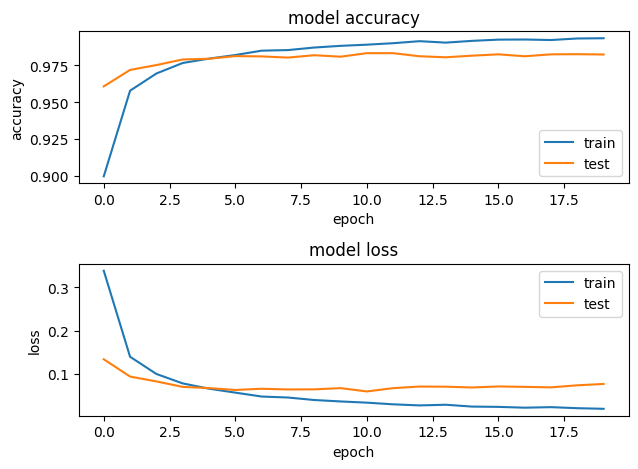 model accuracy
accuracy
0.975
0.950
0.925
0.900
train
test
0.0 2.5 5.0 7.5 10.0 12.5 15.0 17.5
epoch
model loss
loss
0.3
0.2
0.1
train
test
0.0 2.5 5.0 7.5 10.0 12.5 15.0 17.5
epoch